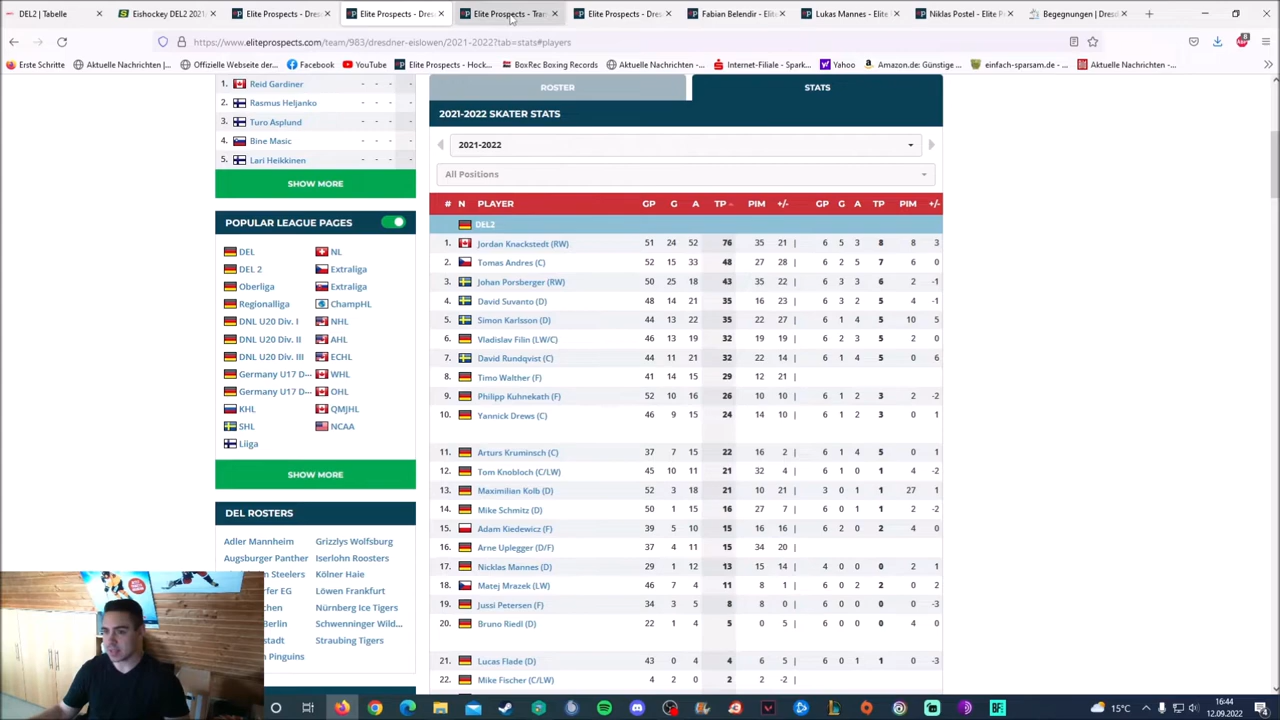 DEL2 | Tabelle
Eishockey DEL2 2021/
Elite Prospects - Dresdn
Elite Prospects - Dres
Elite Prospects - Tra
Elite Prospects - Dres
Fabian Belendir - Elit
Lukas Mannes - Elit
Niklas Postel - Elite P
Begegnungen | Dresd
https://www.eliteprospects.com/team/983/dresdner-eislowen/2021-2022?tab=stats#players
Erste Schritte
Aktuelle Nachrichten |...
Offizielle Webseite der...
Facebook
YouTube
Elite Prospects - Hock...
BoxRec Boxing Records
Aktuelle Nachrichten -...
Internet-Filiale - Spark...
Yahoo
Amazon.de: Günstige ...
einfach-sparsam.de - ...
Aktuelle Nachrichten -...
1. Reid Gardiner - - -
2. Rasmus Heljanko - - -
3. Turo Asplund - - -
4. Bine Masic - - -
5. Lari Heikkinen - - -
SHOW MORE
POPULAR LEAGUE PAGES
DEL NL
DEL 2 Extraliga
Oberliga Extraliga
Regionalliga ChampHL
DNL U20 Div. I NHL
DNL U20 Div. II AHL
DNL U20 Div. III ECHL
Germany U17 D--- WHL
Germany U17 D--- OHL
KHL QMJHL
SHL NCAA
Liiga
SHOW MORE
DEL ROSTERS
Adler Mannheim Grizzlys Wolfsburg
Augsburger Panther Iserlohn Roosters
n Steelers Kölner Haie
fer EG Löwen Frankfurt
chen Nürnberg Ice Tigers
Berlin Schwenninger Wild...
stadt Straubing Tigers
n Pinguins
ROSTER STATS
2021-2022 SKATER STATS
2021-2022
All Positions
# N PLAYER GP G A TP PIM +/- GP G A TP PIM +/-
DEL2
1. Jordan Knackstedt (RW) 51 24 52 76 35 21 | 6 5 3 8 8 3
2. Tomas Andres (C) 52 15 33 48 27 28 | 6 2 5 7 6 0
3. Johan Porsberger (RW) 50 25 18 43 35 22 | 6 3 3 6 2 -1
4. David Suvanto (D) 48 14 21 35 16 23 | 6 3 2 5 4 -1
5. Simon Karlsson (D) 44 13 22 35 22 27 | 6 1 4 5 10 -5
6. Vladislav Filin (LW/C) 46 13 19 32 19 19 | 6 2 3 5 0 0
7. David Rundqvist (C) 44 11 21 32 22 14 | 6 1 4 5 0 0
8. Timo Walther (F) 41 14 15 29 12 21 |
9. Philipp Kuhnekath (F) 52 10 16 26 10 10 | 6 1 2 3 2 -2
10. Yannick Drews (C) 46 9 15 24 14 10 | 6 1 2 3 0 1
11. Arturs Kruminsch (C) 37 7 15 22 16 2 | 6 1 4 5 0 1
12. Tom Knobloch (C/LW) 45 10 11 21 4 6 | 6 1 0 1 4 -2
13. Maximilian Kolb (D) 52 3 18 21 10 21 | 3 0 1 1 27 1
14. Mike Schmitz (D) 50 1 15 16 27 7 | 6 0 1 1 2 -2
15. Adam Kiedewicz (F) 39 5 10 15 16 16 | 6 2 0 2 4 0
16. Arne Uplegger (D/F) 37 4 11 15 34 20 |
17. Nicklas Mannes (D) 29 1 12 13 15 14 | 4 0 0 0 2 1
18. Matej Mrazek (LW) 46 7 4 11 8 1 | 6 2 0 2 0 -2
19. Jussi Petersen (F) 34 3 5 8 8 1 | 6 0 0 0 0 -3
20. Bruno Riedl (D) 22 1 4 5 6 5 | 6 0 0 0 4 0
21. Lucas Flade (D) 43 0 4 4 6 5 | 6 0 1 1 0 -3
22. Mike Fischer (C/LW) 4 2 0 2 2 -2 |
15°C
16:44
12.09.2022